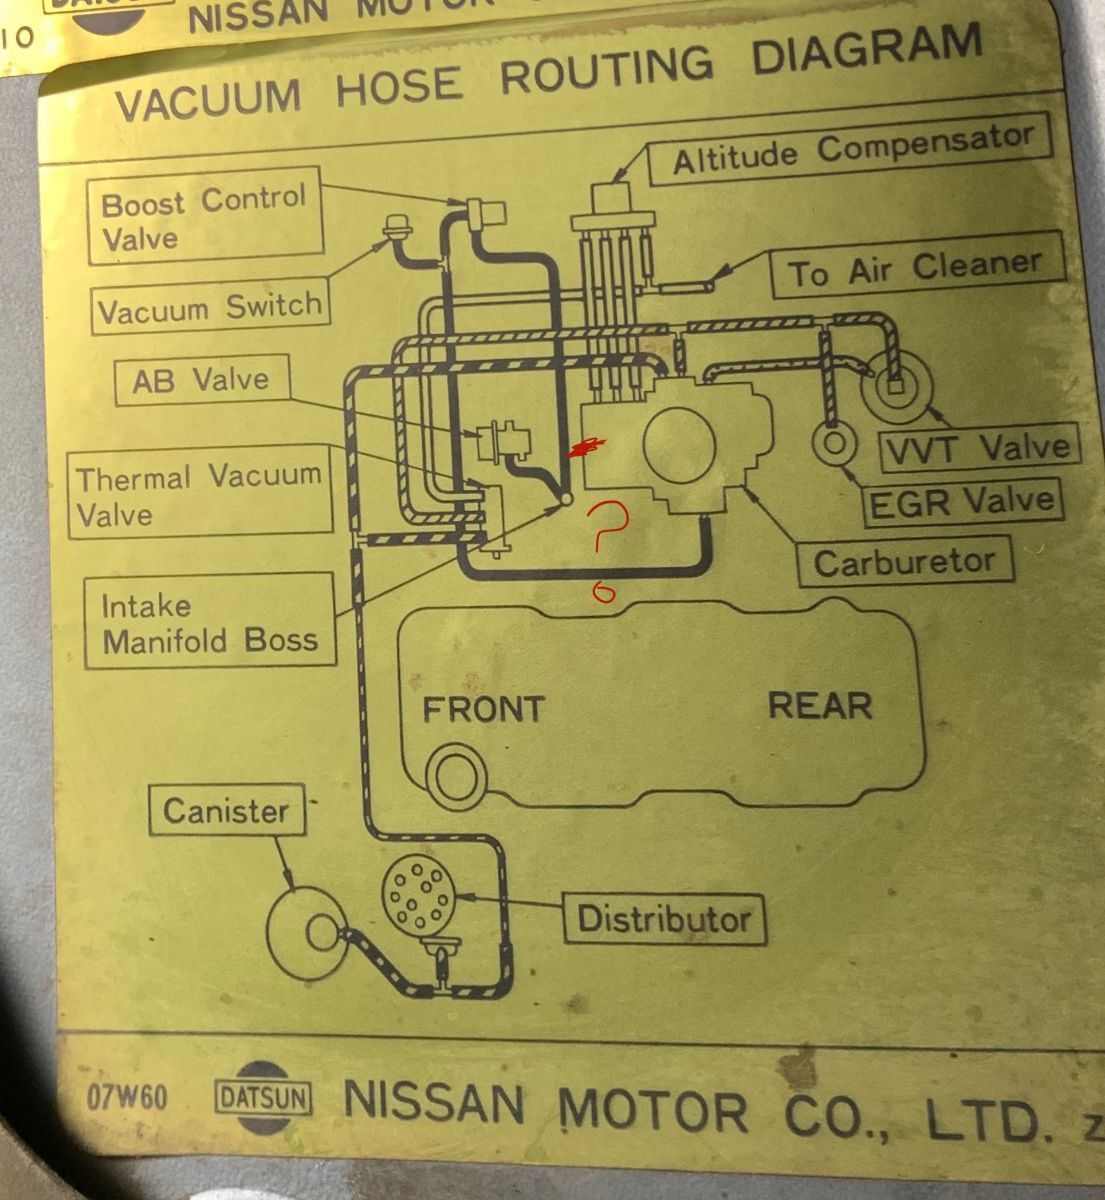 10
NISSAN MOTOR
VACUUM HOSE ROUTING DIAGRAM
Altitude Compensator
Boost Control
Valve
To Air Cleaner
Vacuum Switch
AB Valve
VVT Valve
Thermal Vacuum
Valve
EGR Valve
?
Carburetor
Intake
Manifold Boss
FRONT REAR
Canister
Distributor
07W60 DATSUN NISSAN MOTOR CO., LTD.